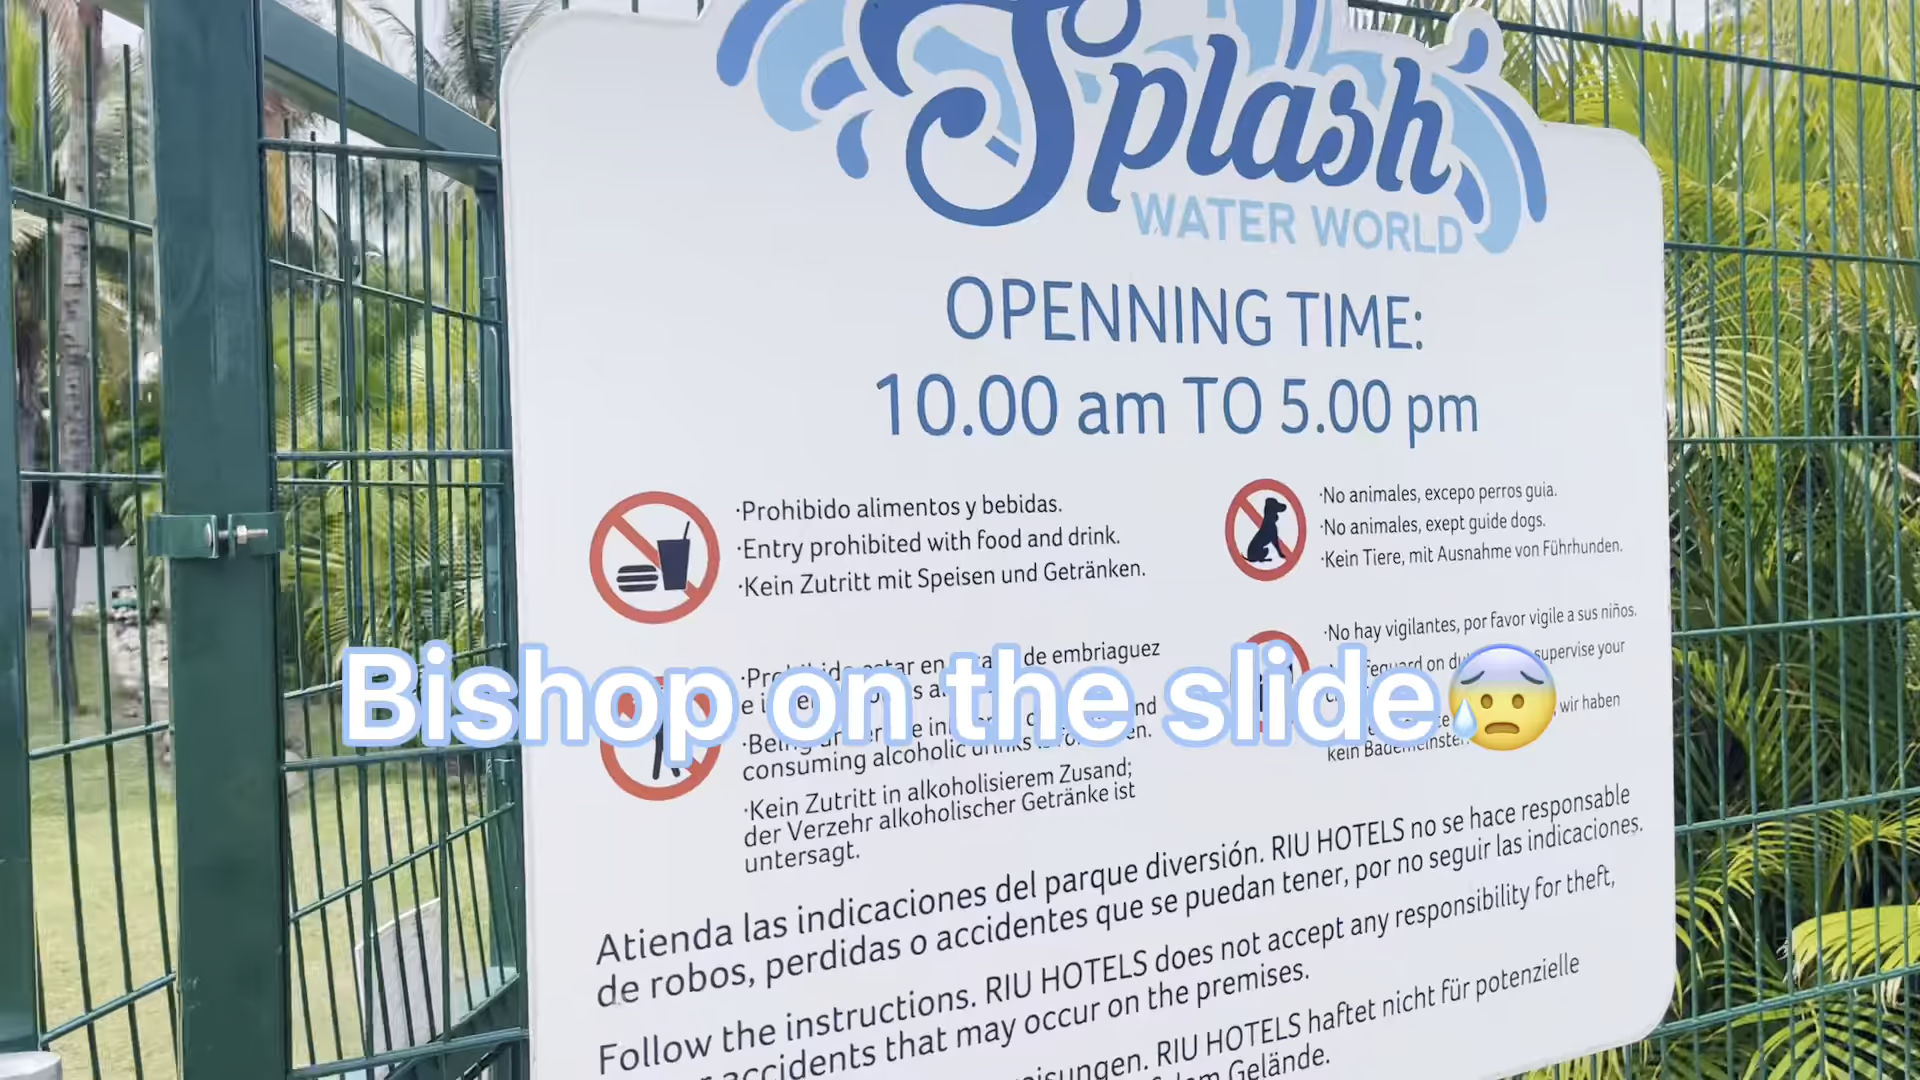 Splash
WATER WORLD
OPENNING TIME:
10.00 am TO 5.00 pm
·Prohibido alimentos y bebidas.
·Entry prohibited with food and drink.
·Kein Zutritt mit Speisen und Getränken.
·No animales, excepo perros guia.
·No animales, exept guide dogs.
·Kein Tiere, mit Ausnahme von Führhunden.
de embriaguez
consuming alcoholic
·Kein Zutritt in alkoholisierem Zusand;
der Verzehr alkoholischer Getränke ist
untersagt.
·No hay vigilantes, por favor vigile a sus niños.
on supervise your
wir haben
kein
Bishop on the slide😰
Atienda las indicaciones del parque diversión. RIU HOTELS no se hace responsable
de robos, perdidas o accidentes que se puedan tener, por no seguir las indicaciones.
Follow the instructions. RIU HOTELS does not accept any responsibility for theft,
accidents that may occur on the premises.
RIU HOTELS haftet nicht für potenzielle
Gelände.